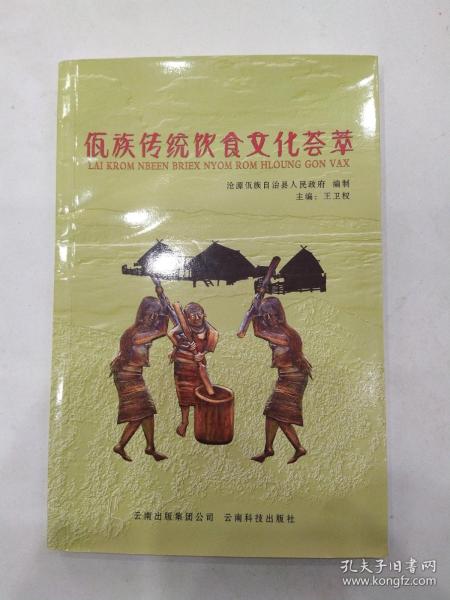 佤族传统饮食文化荟萃
LAI KROM NBEEN BRIEX NYOM ROM HLOUNG GON VAX
沧源佤族自治县人民政府 编制
主编：王卫权
云南出版集团公司 云南科技出版社
孔夫子旧书网
www.kongfz.com